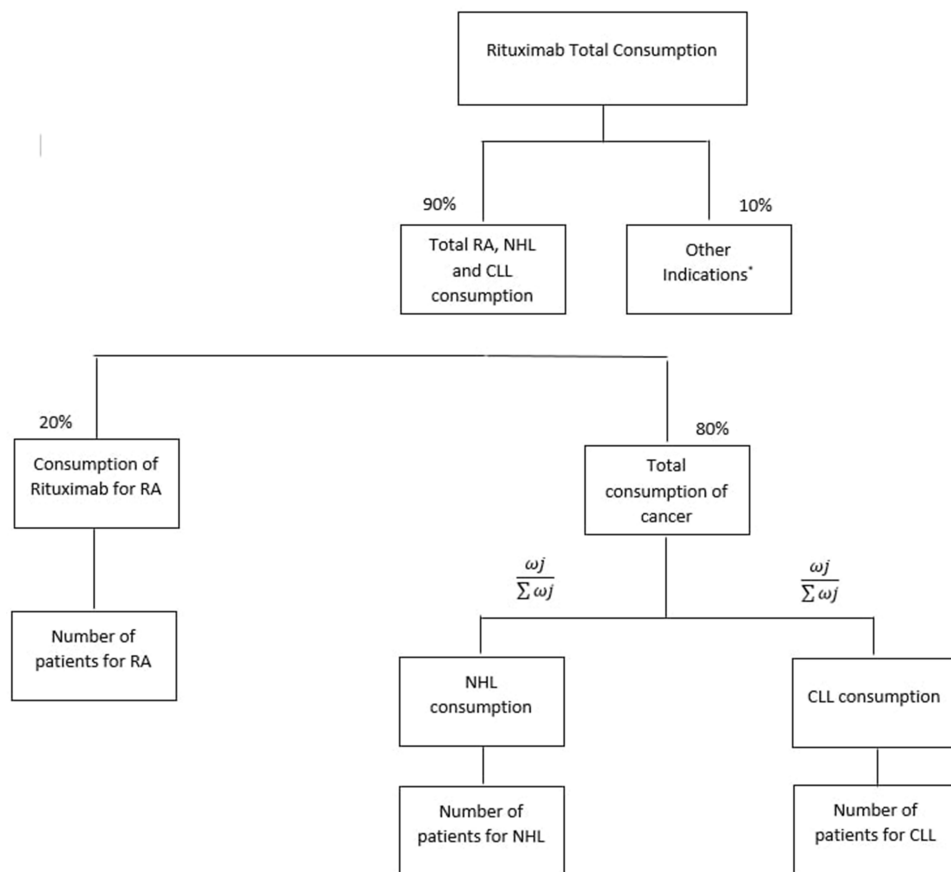 Rituximab Total Consumption
90%
10%
Total RA, NHL
and CLL
consumption
Other
Indications*
20%
80%
Consumption of
Rituximab for RA
Total
consumption of
cancer
ωj
∑ ωj
ωj
∑ ωj
Number of
patients for RA
NHL
consumption
CLL consumption
Number of
patients for NHL
Number of
patients for CLL